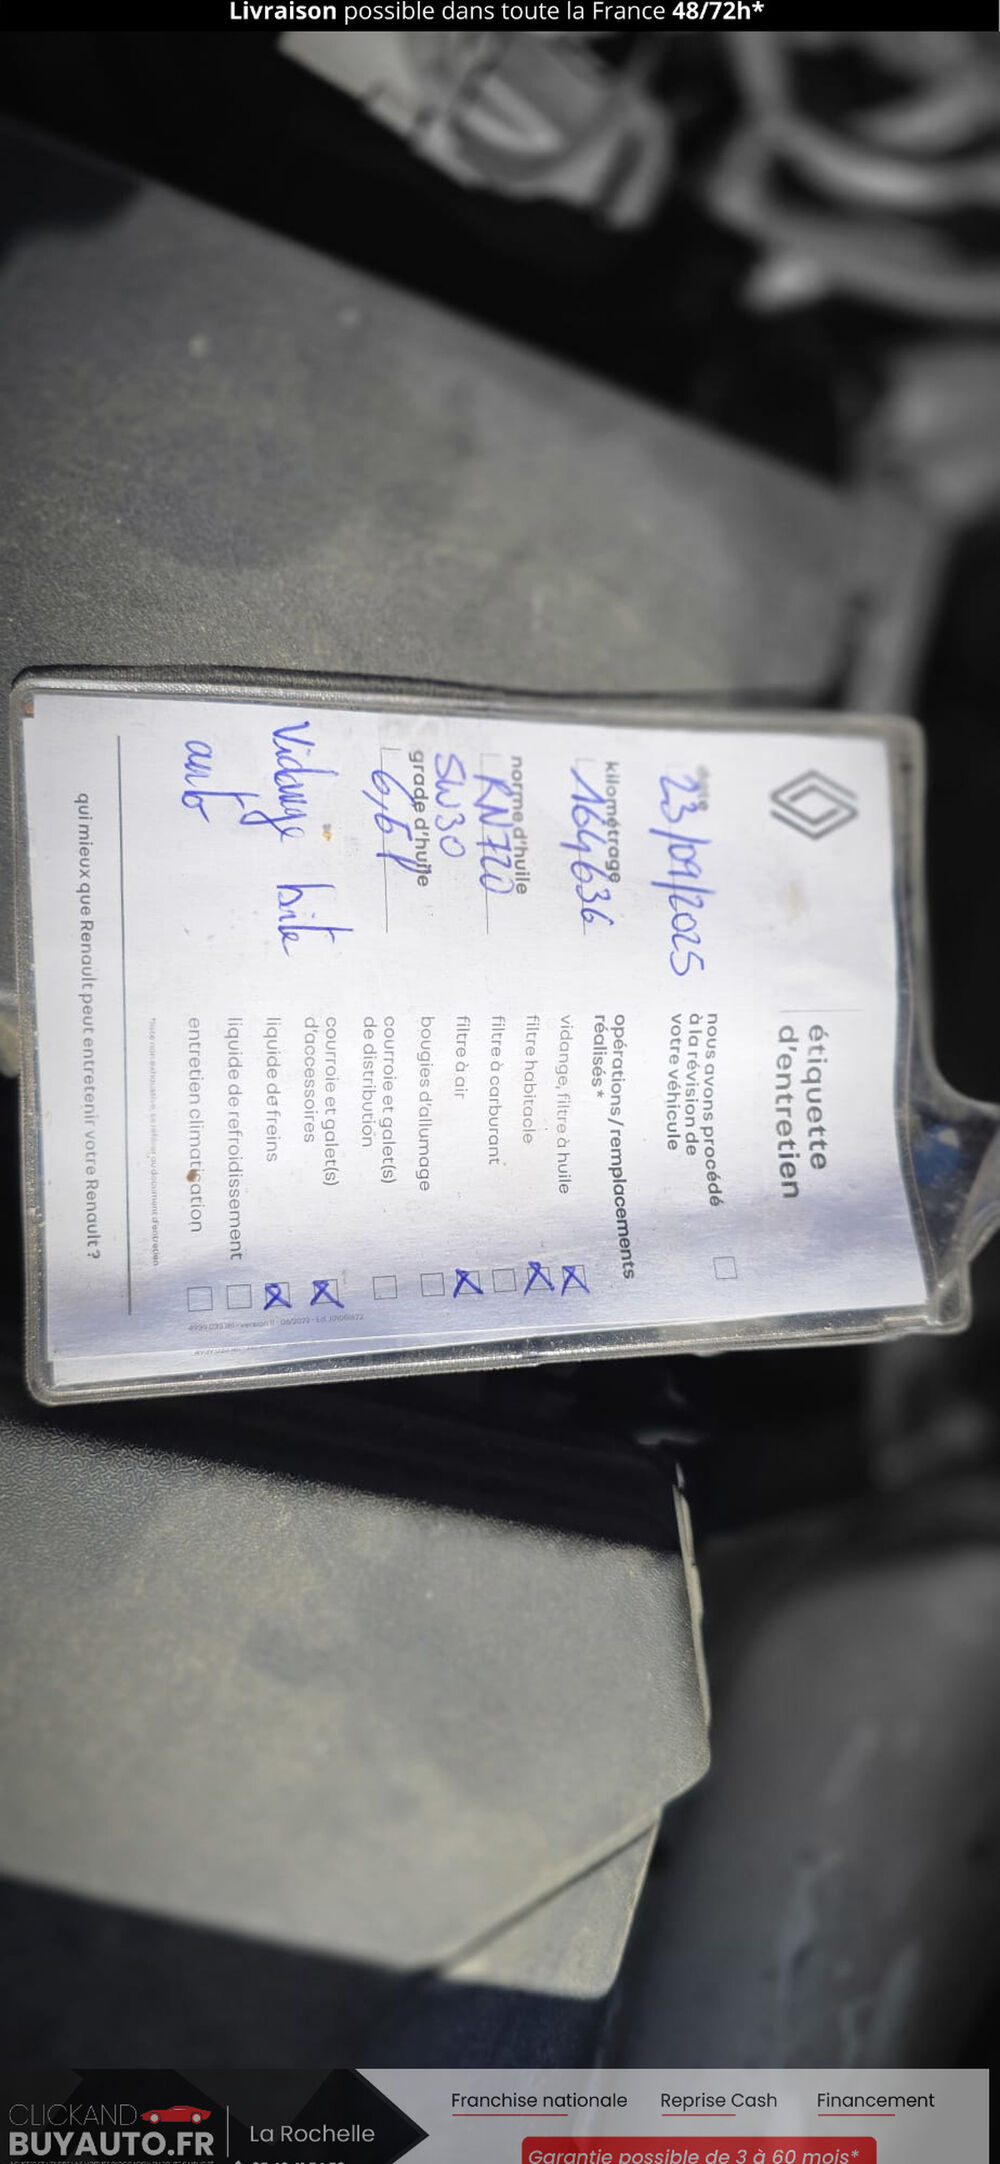 Livraison possible dans toute la France 48/72h*
étiquette
d'entretien
date
23/09/2025
kilométrage
164636
norme d'huile
RN720
5W30
grade d'huile
Vidange boite
auto
nous avons procédé
à la révision de
votre véhicule
opérations/remplacements
réalisés*
vidange, filtre à huile
filtre habitacle
filtre à carburant
filtre à air
bougies d'allumage
courroie et galet(s)
de distribution
courroie et galet(s)
d'accessoires
liquide de freins
liquide de refroidissement
entretien climatisation
qui mieux que Renault peut entretenir votre Renault ?
CLICKAND
BUYAUTO.FR
La Rochelle
Franchise nationale
Reprise Cash
Financement
Garantie possible de 3 à 60 mois*